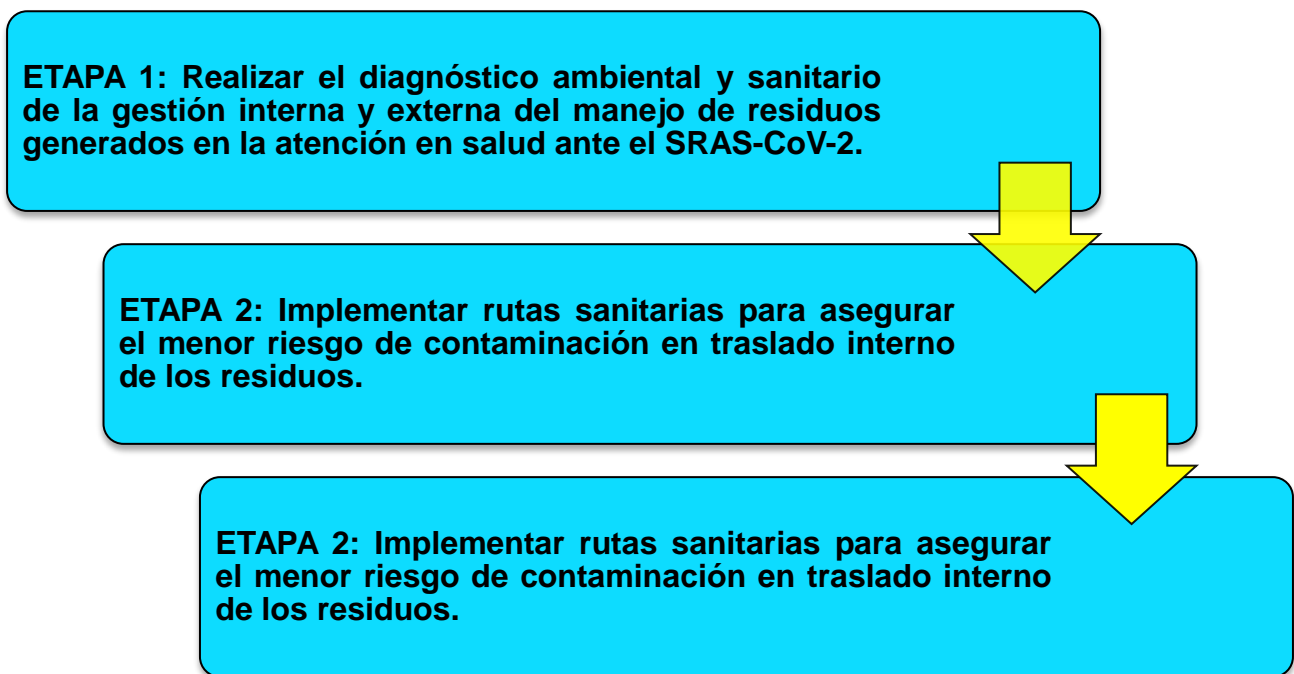 ETAPA 1: Realizar el diagnóstico ambiental y sanitario
de la gestión interna y externa del manejo de residuos
generados en la atención en salud ante el SRAS-CoV-2.
ETAPA 2: Implementar rutas sanitarias para asegurar
el menor riesgo de contaminación en traslado interno
de los residuos.
ETAPA 2: Implementar rutas sanitarias para asegurar
el menor riesgo de contaminación en traslado interno
de los residuos.